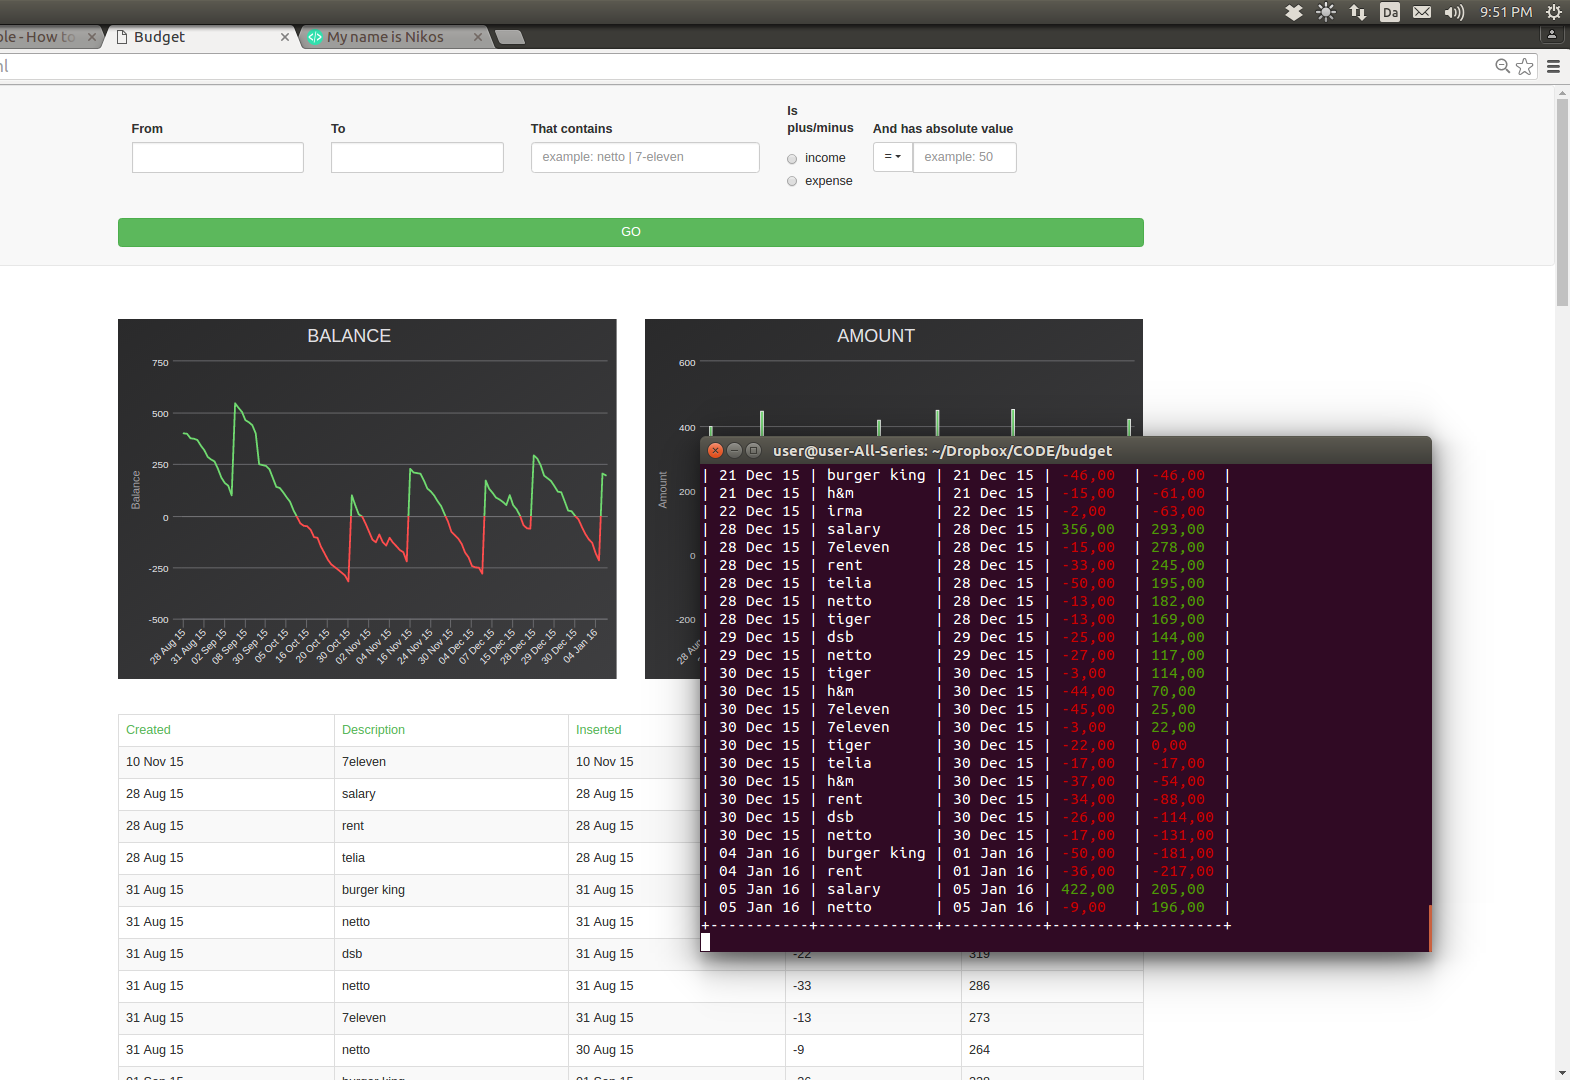 Da
9:51 PM
ple - How to
Budget
My name is Nikos
nl
From
To
That contains
Is plus/minus
And has absolute value
example: netto | 7-eleven
income
expense
=
example: 50
GO
BALANCE
750
500
250
0
-250
-500
Balance
28 Aug 15
31 Aug 15
02 Sep 15
08 Sep 15
30 Sep 15
05 Oct 15
16 Oct 15
20 Oct 15
30 Oct 15
02 Nov 15
04 Nov 15
16 Nov 15
24 Nov 15
30 Nov 15
04 Dec 15
07 Dec 15
15 Dec 15
28 Dec 15
29 Dec 15
30 Dec 15
04 Jan 16
AMOUNT
600
400
200
0
-200
Amount
28 Aug
user@user-All-Series: ~/Dropbox/CODE/budget
| 21 Dec 15 | burger king | 21 Dec 15 | -46,00 | -46,00 |
| 21 Dec 15 | h&m | 21 Dec 15 | -15,00 | -61,00 |
| 22 Dec 15 | irma | 22 Dec 15 | -2,00 | -63,00 |
| 28 Dec 15 | salary | 28 Dec 15 | 356,00 | 293,00 |
| 28 Dec 15 | 7eleven | 28 Dec 15 | -15,00 | 278,00 |
| 28 Dec 15 | rent | 28 Dec 15 | -33,00 | 245,00 |
| 28 Dec 15 | telia | 28 Dec 15 | -50,00 | 195,00 |
| 28 Dec 15 | netto | 28 Dec 15 | -13,00 | 182,00 |
| 28 Dec 15 | tiger | 28 Dec 15 | -13,00 | 169,00 |
| 29 Dec 15 | dsb | 29 Dec 15 | -25,00 | 144,00 |
| 29 Dec 15 | netto | 29 Dec 15 | -27,00 | 117,00 |
| 30 Dec 15 | tiger | 30 Dec 15 | -3,00 | 114,00 |
| 30 Dec 15 | h&m | 30 Dec 15 | -44,00 | 70,00 |
| 30 Dec 15 | 7eleven | 30 Dec 15 | -45,00 | 25,00 |
| 30 Dec 15 | 7eleven | 30 Dec 15 | -3,00 | 22,00 |
| 30 Dec 15 | tiger | 30 Dec 15 | -22,00 | 0,00 |
| 30 Dec 15 | telia | 30 Dec 15 | -17,00 | -17,00 |
| 30 Dec 15 | h&m | 30 Dec 15 | -37,00 | -54,00 |
| 30 Dec 15 | rent | 30 Dec 15 | -34,00 | -88,00 |
| 30 Dec 15 | dsb | 30 Dec 15 | -26,00 | -114,00 |
| 30 Dec 15 | netto | 30 Dec 15 | -17,00 | -131,00 |
| 04 Jan 16 | burger king | 01 Jan 16 | -50,00 | -181,00 |
| 04 Jan 16 | rent | 01 Jan 16 | -36,00 | -217,00 |
| 05 Jan 16 | salary | 05 Jan 16 | 422,00 | 205,00 |
| 05 Jan 16 | netto | 05 Jan 16 | -9,00 | 196,00 |
+-----------+-------------+-----------+---------+---------+
Created Description Inserted
10 Nov 15 7eleven 10 Nov 15
28 Aug 15 salary 28 Aug 15
28 Aug 15 rent 28 Aug 15
28 Aug 15 telia 28 Aug 15
31 Aug 15 burger king 31 Aug 15
31 Aug 15 netto 31 Aug 15
31 Aug 15 dsb 31 Aug 15 -22 319
31 Aug 15 netto 31 Aug 15 -33 286
31 Aug 15 7eleven 31 Aug 15 -13 273
31 Aug 15 netto 30 Aug 15 -9 264
01 Sep 15 burger king 01 Sep 15